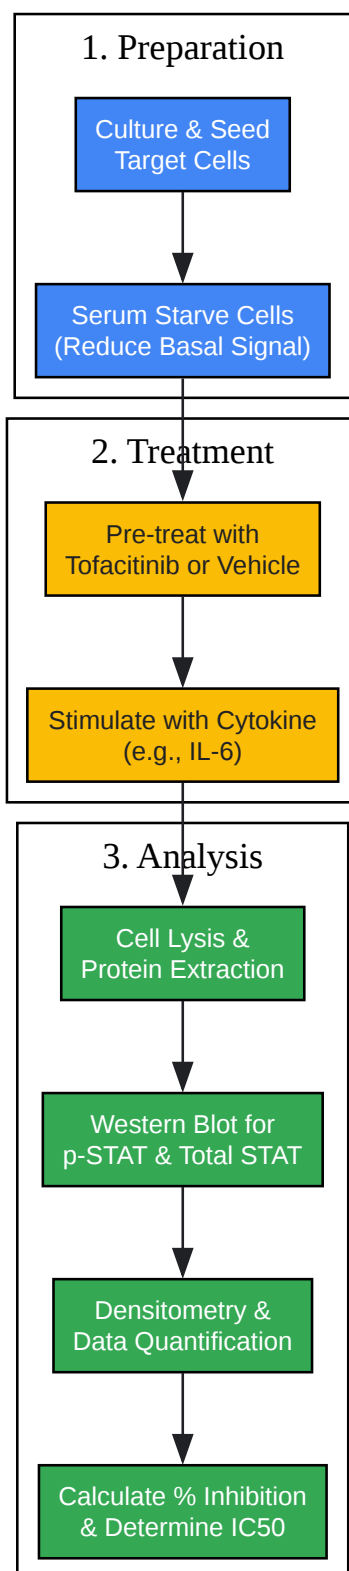 1. Preparation
Culture & Seed
Target Cells
Serum Starve Cells
(Reduce Basal Signal)
2. Treatment
Pre-treat with
Tofacitinib or Vehicle
Stimulate with Cytokine
(e.g., IL-6)
3. Analysis
Cell Lysis &
Protein Extraction
Western Blot for
p-STAT & Total STAT
Densitometry &
Data Quantification
Calculate % Inhibition
& Determine IC50